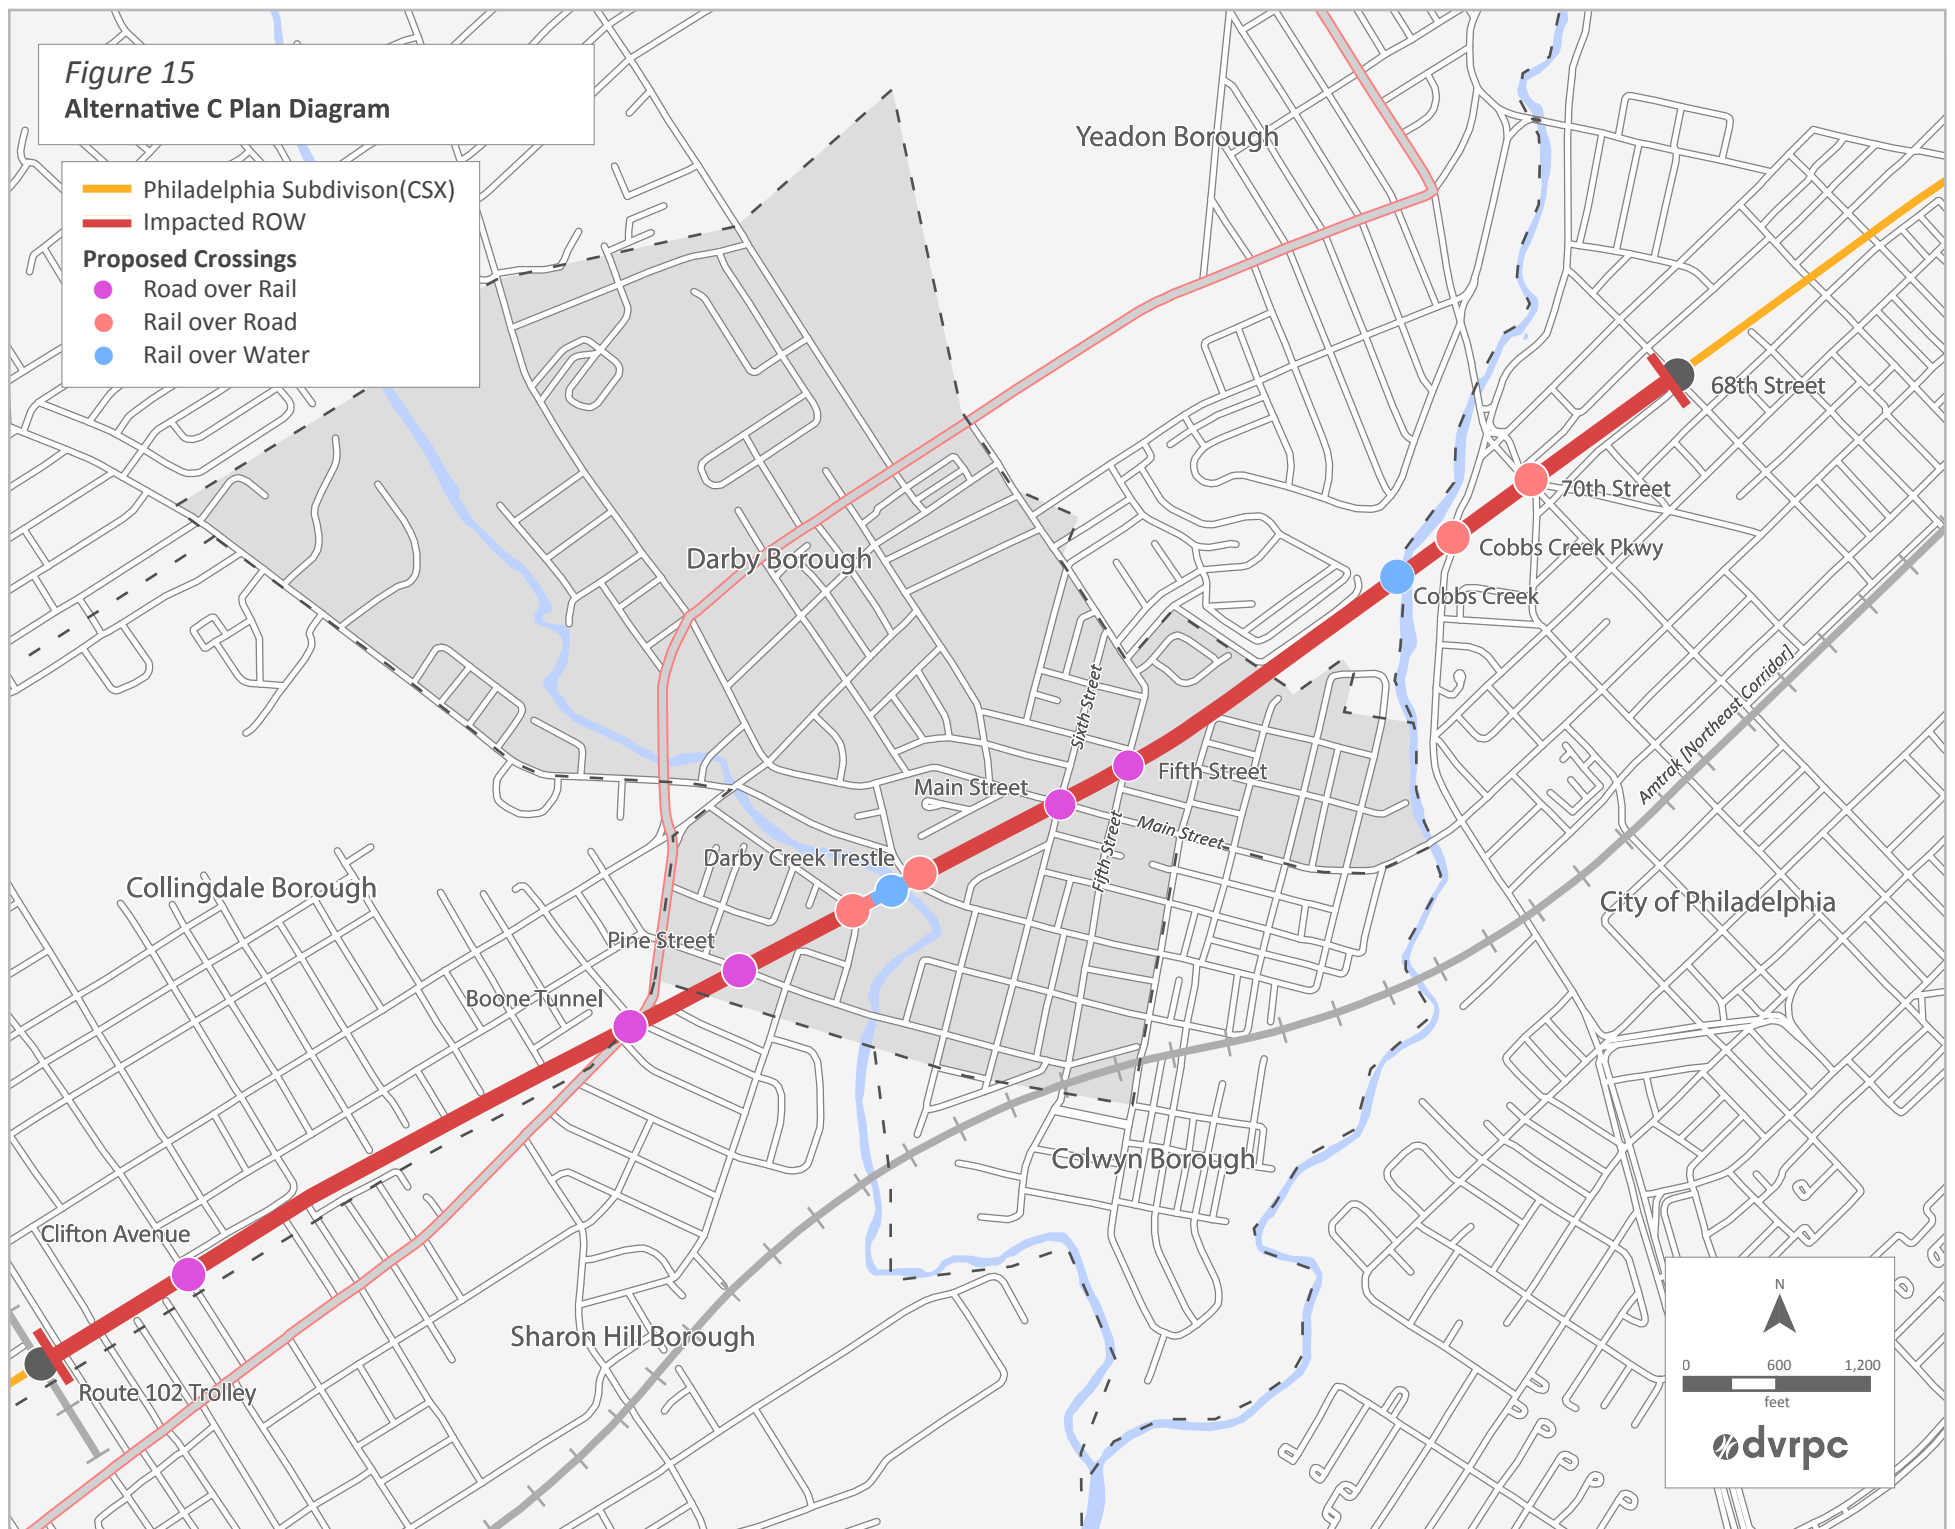 Figure 15
Alternative C Plan Diagram
Philadelphia Subdivison(CSX)
Impacted ROW
Proposed Crossings
Road over Rail
Rail over Road
Rail over Water
Yeadon Borough
68th Street
70th Street
Cobbs Creek Pkwy
Cobbs Creek
Darby Borough
Sixth Street
Amtrak [Northeast Corridor]
Fifth Street
Main Street
Main Street
Fifth Street
Darby Creek Trestle
Collingdale Borough
City of Philadelphia
Pine Street
Boone Tunnel
Colwyn Borough
Clifton Avenue
Sharon Hill Borough
Route 102 Trolley
N
0 600 1,200
feet
dvrpc